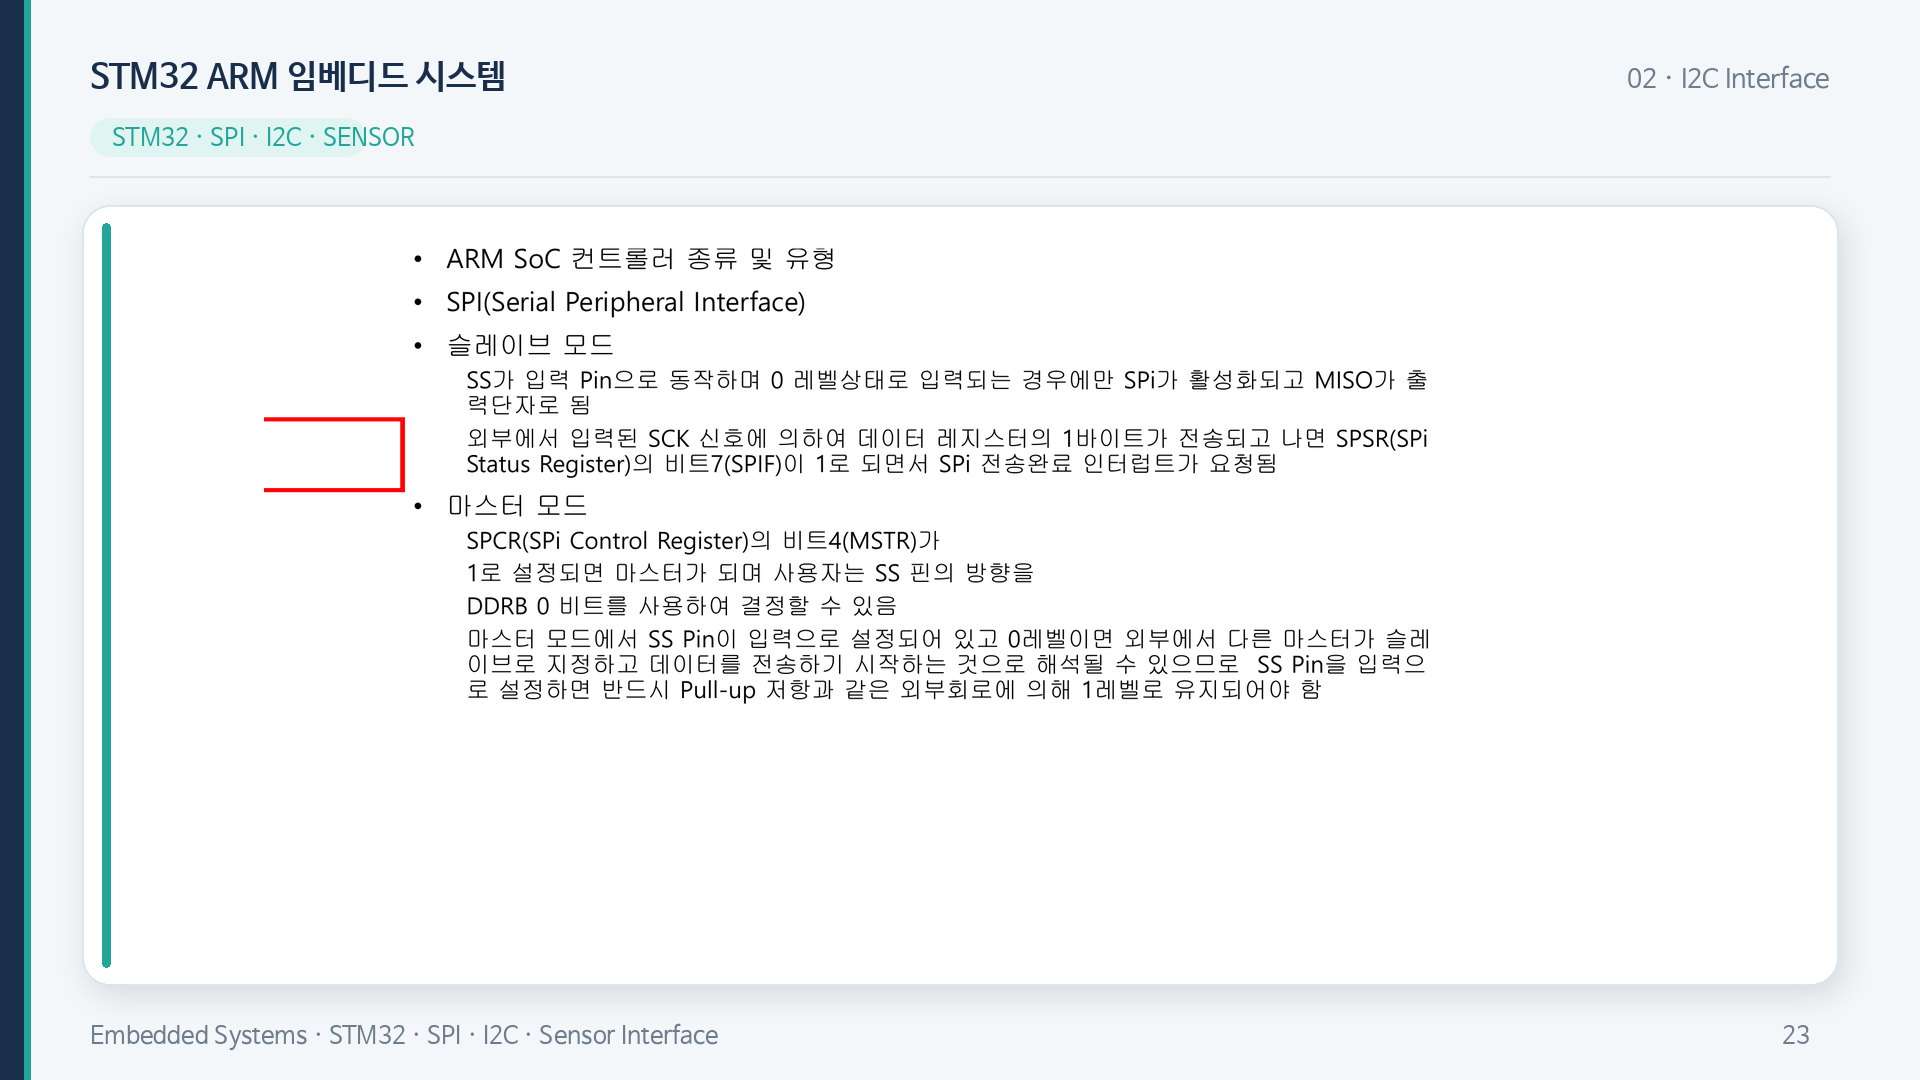 STM32 ARM 임베디드 시스템
02 · I2C Interface
STM32 · SPI · I2C · SENSOR
• ARM SoC 컨트롤러 종류 및 유형
• SPI(Serial Peripheral Interface)
• 슬레이브 모드
SS가 입력 Pin으로 동작하며 0 레벨상태로 입력되는 경우에만 SPi가 활성화되고 MISO가 출
력단자로 됨
외부에서 입력된 SCK 신호에 의하여 데이터 레지스터의 1바이트가 전송되고 나면 SPSR(SPi
Status Register)의 비트7(SPIF)이 1로 되면서 SPi 전송완료 인터럽트가 요청됨
• 마스터 모드
SPCR(SPi Control Register)의 비트4(MSTR)가
1로 설정되면 마스터가 되며 사용자는 SS 핀의 방향을
DDRB 0 비트를 사용하여 결정할 수 있음
마스터 모드에서 SS Pin이 입력으로 설정되어 있고 0레벨이면 외부에서 다른 마스터가 슬레
이브로 지정하고 데이터를 전송하기 시작하는 것으로 해석될 수 있으므로  SS Pin을 입력으
로 설정하면 반드시 Pull-up 저항과 같은 외부회로에 의해 1레벨로 유지되어야 함
Embedded Systems · STM32 · SPI · I2C · Sensor Interface
23